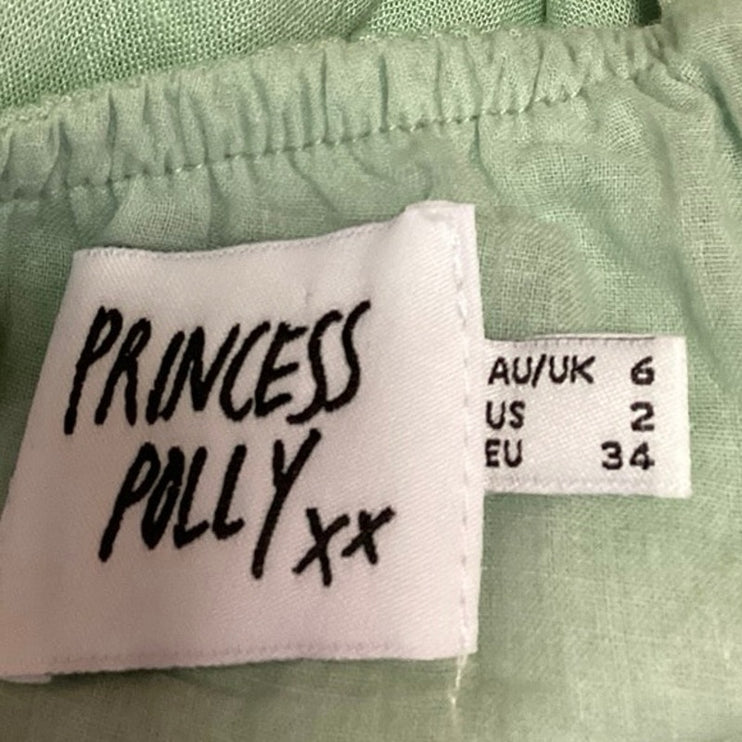 PRINCESS
POLLY xx
AU/UK 6
US 2
EU 34